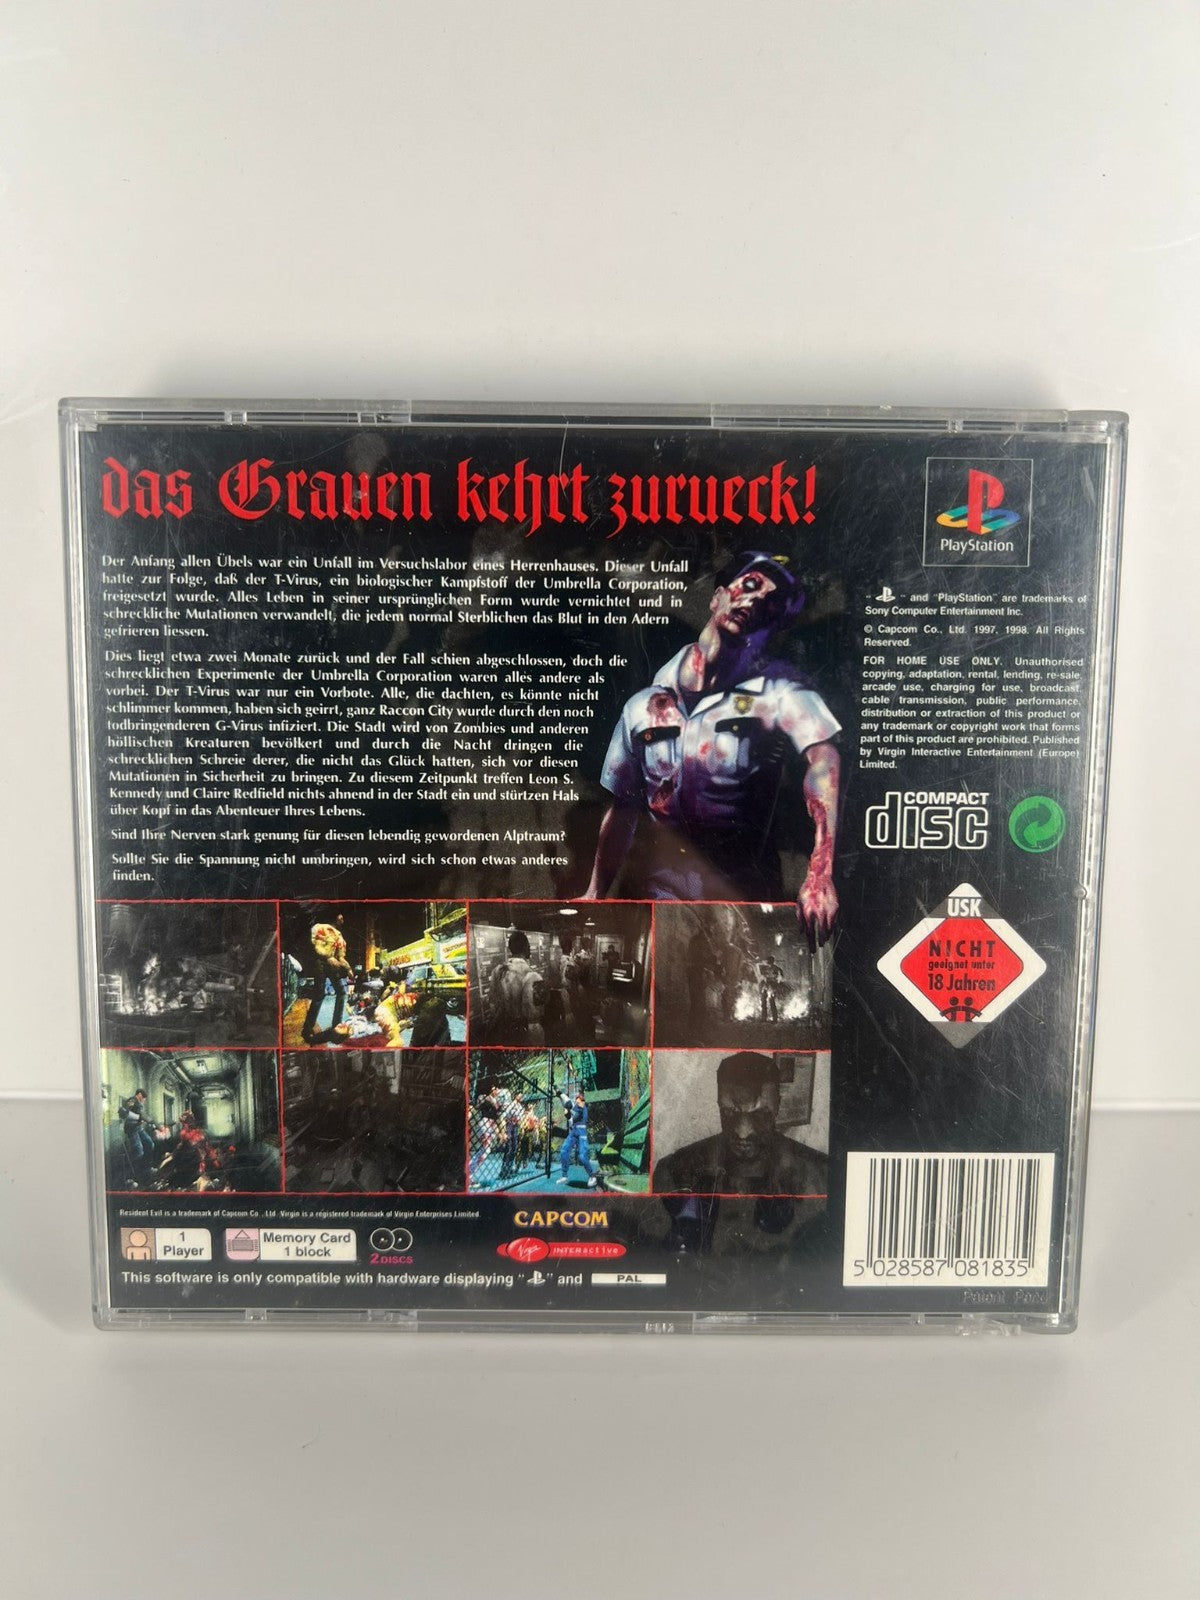 das Grauen kehrt zurueck!
Der Anfang allen Übels war ein Unfall im Versuchslabor eines Herrenhauses. Dieser Unfall
hatte zur Folge, daß der T-Virus, ein biologischer Kampfstoff der Umbrella Corporation,
freigesetzt wurde. Alles Leben in seiner ursprünglichen Form wurde vernichtet und in
schreckliche Mutationen verwandelt, die jedem normal Sterblichen das Blut in den Adern
gefrieren liessen.
Dies liegt etwa zwei Monate zurück und der Fall schien abgeschlossen, doch die
schrecklichen Experimente der Umbrella Corporation waren alles andere als
vorbei. Der T-Virus war nur ein Vorbote. Alle, die dachten, es könnte nicht
schlimmer kommen, haben sich geirrt, ganz Raccon City wurde durch den noch
todbringenderen G-Virus infiziert. Die Stadt wird von Zombies und anderen
höllischen Kreaturen bevölkert und durch die Nacht dringen die
schrecklichen Schreie derer, die nicht das Glück hatten, sich vor diesen
Mutationen in Sicherheit zu bringen. Zu diesem Zeitpunkt treffen Leon S.
Kennedy und Claire Redfield nichts ahnend in der Stadt ein und stürtzen Hals
über Kopf in das Abenteuer Ihres Lebens.
Sind Ihre Nerven stark genung für diesen lebendig gewordenen Alptraum?
Sollte Sie die Spannung nicht umbringen, wird sich schon etwas anderes
finden.
PlayStation
" " and "PlayStation" are trademarks of
Sony Computer Entertainment Inc.
© Capcom Co., Ltd. 1997, 1998. All Rights
Reserved.
FOR HOME USE ONLY. Unauthorised
copying, adaptation, rental, lending, re-sale,
arcade use, charging for use, broadcast,
cable transmission, public performance,
distribution or extraction of this product or
any trademark or copyright work that forms
part of this product are prohibited. Published
by Virgin Interactive Entertainment (Europe)
Limited.
COMPACT
disc
USK
NICHT
geeignet unter
18 Jahren
Resident Evil is a trademark of Capcom Co., Ltd. Virgin is a registered trademark of Virgin Enterprises Limited.
1
Player
Memory Card
1 block
2 DISCS
CAPCOM
Virgin INTERACTIVE
This software is only compatible with hardware displaying " " and PAL
5 028587 081835
Patent Pend